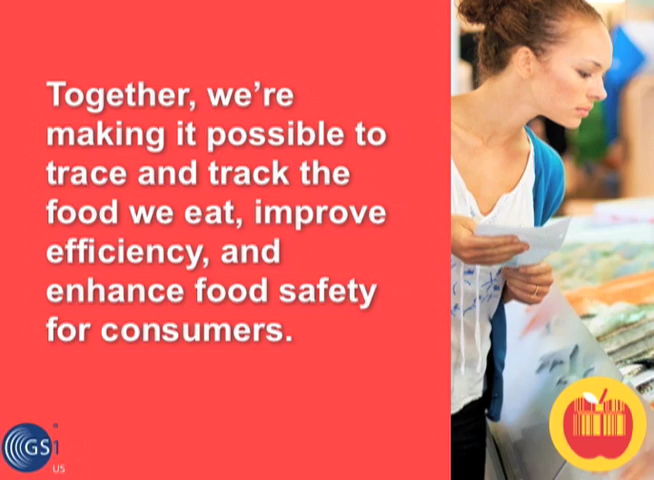 Together, we’re
making it possible to
trace and track the
food we eat, improve
efficiency, and
enhance food safety
for consumers.
GS1
®
US